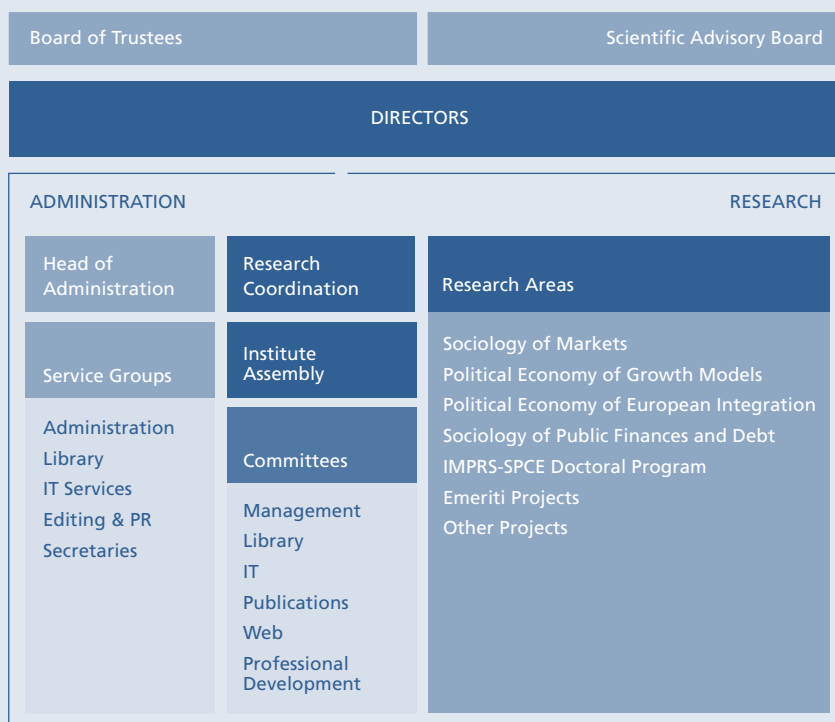 Board of Trustees
Scientific Advisory Board
DIRECTORS
ADMINISTRATION
RESEARCH
Head of
Administration
Service Groups
Administration
Library
IT Services
Editing & PR
Secretaries
Research
Coordination
Institute
Assembly
Committees
Management
Library
IT
Publications
Web
Professional
Development
Research Areas
Sociology of Markets
Political Economy of Growth Models
Political Economy of European Integration
Sociology of Public Finances and Debt
IMPRS-SPCE Doctoral Program
Emeriti Projects
Other Projects